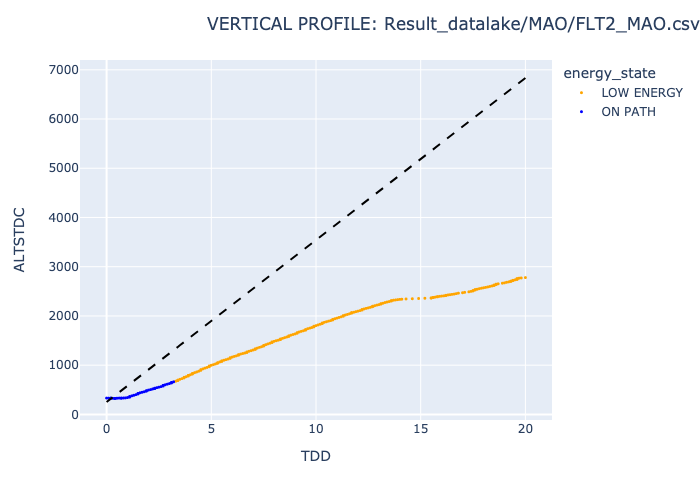 VERTICAL PROFILE: Result_datalake/MAO/FLT2_MAO.csv
7000
6000
5000
4000
3000
2000
1000
0
ALTSTDC
0
5
10
15
20
TDD
energy_state
LOW ENERGY
ON PATH